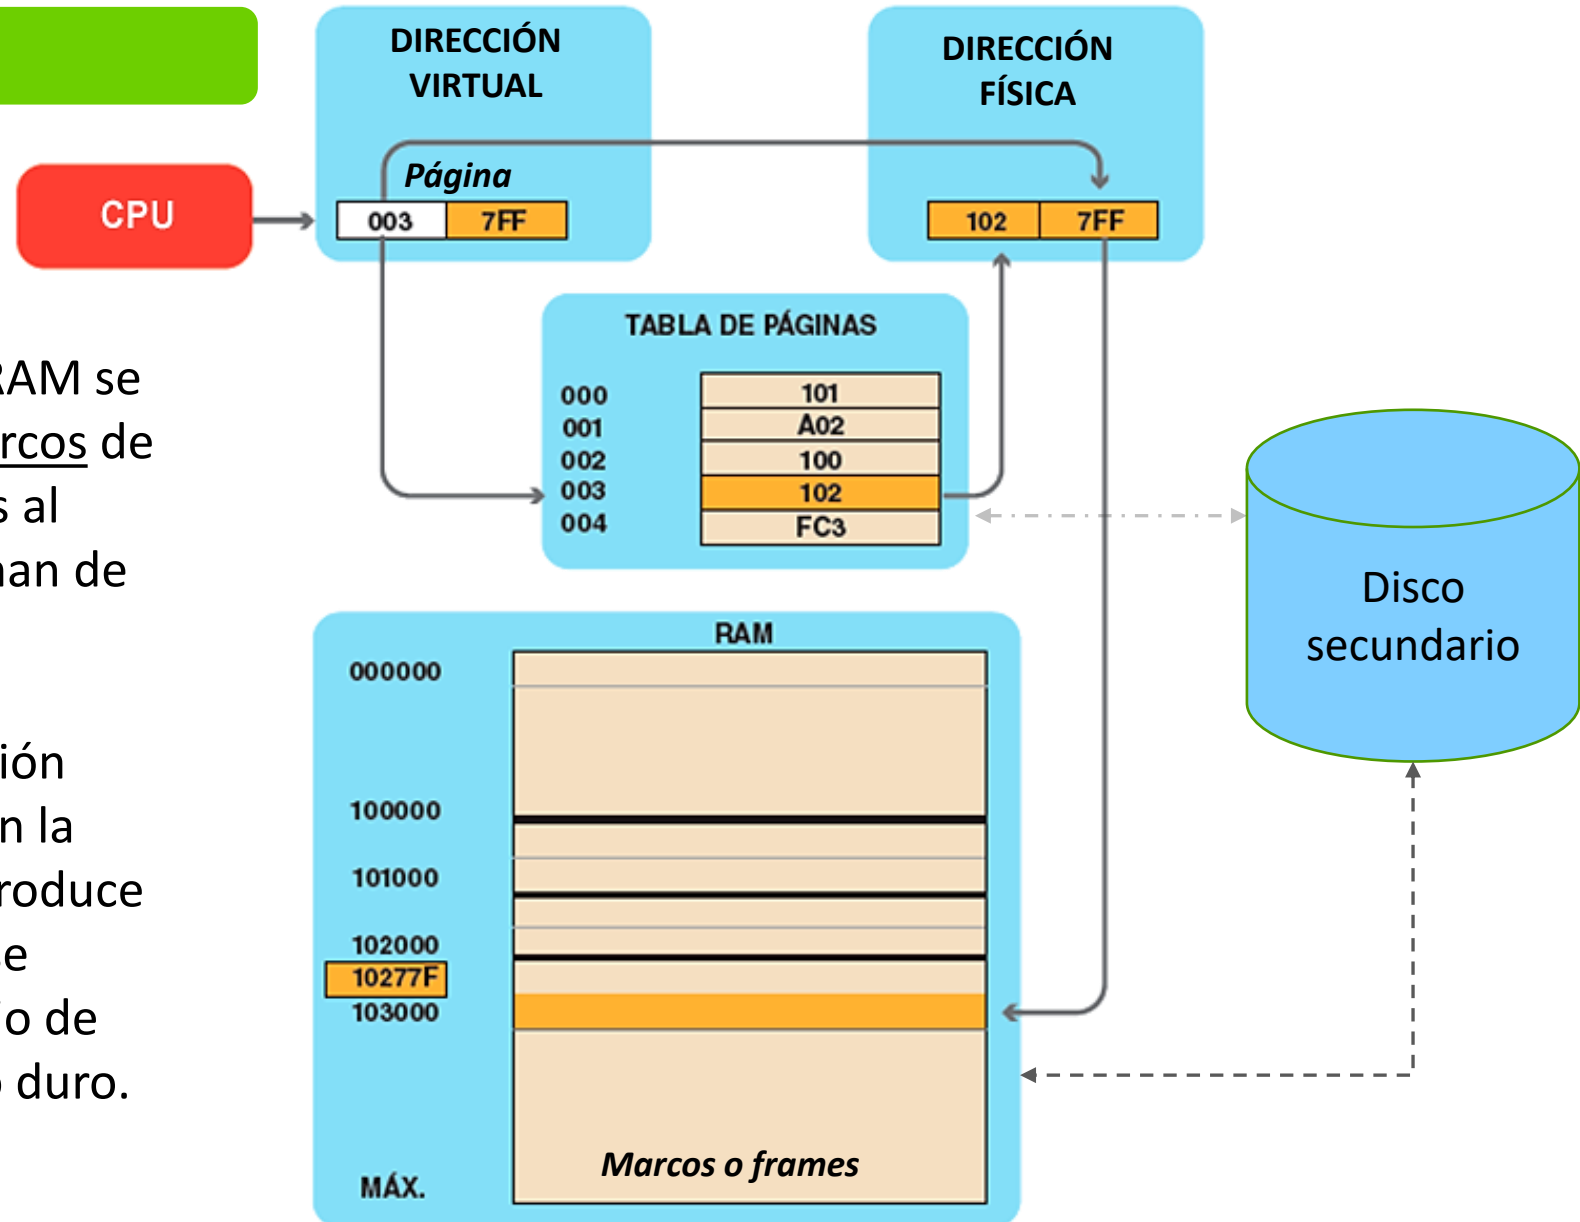 DIRECCIÓN
VIRTUAL
DIRECCIÓN
FÍSICA
Página
CPU
003 7FF
102 7FF
TABLA DE PÁGINAS
000 101
001 A02
002 100
003 102
004 FC3
RAM se
rcos de
s al
nan de
ión
n la
roduce
se
io de
o duro.
Disco
secundario
RAM
000000
100000
101000
102000
10277F
103000
MÁX.
Marcos o frames